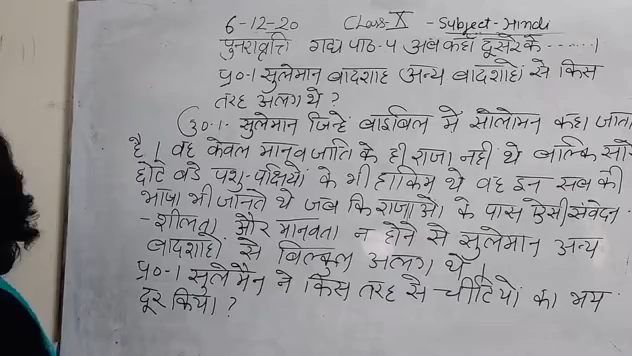 6-12-20 Class-X - Subject-Hindi
पुनरावृत्ति गद्य पाठ-५ अब कहाँ दूसरे के ......।
प्र०-1 सुलेमान बादशाह अन्य बादशाहों से किस
तरह अलग थे ?
उ०-1- सुलेमान जिन्हें बाइबिल में सोलोमन कहा जाता
है। वह केवल मानव जाति के ही राजा नहीं थे बल्कि सारे
छोटे बडे पशु-पक्षियों के भी हाकिम थे वह इन सब की
भाषा भी जानते थे जब कि राजाओं के पास ऐसी संवेदन-
-शीलता और मानवता न होने से सुलेमान अन्य
बादशाहों से बिल्कुल अलग थे।
प्र०-1 सुलेमैन ने किस तरह से चीटियों का भय
दूर किया ?